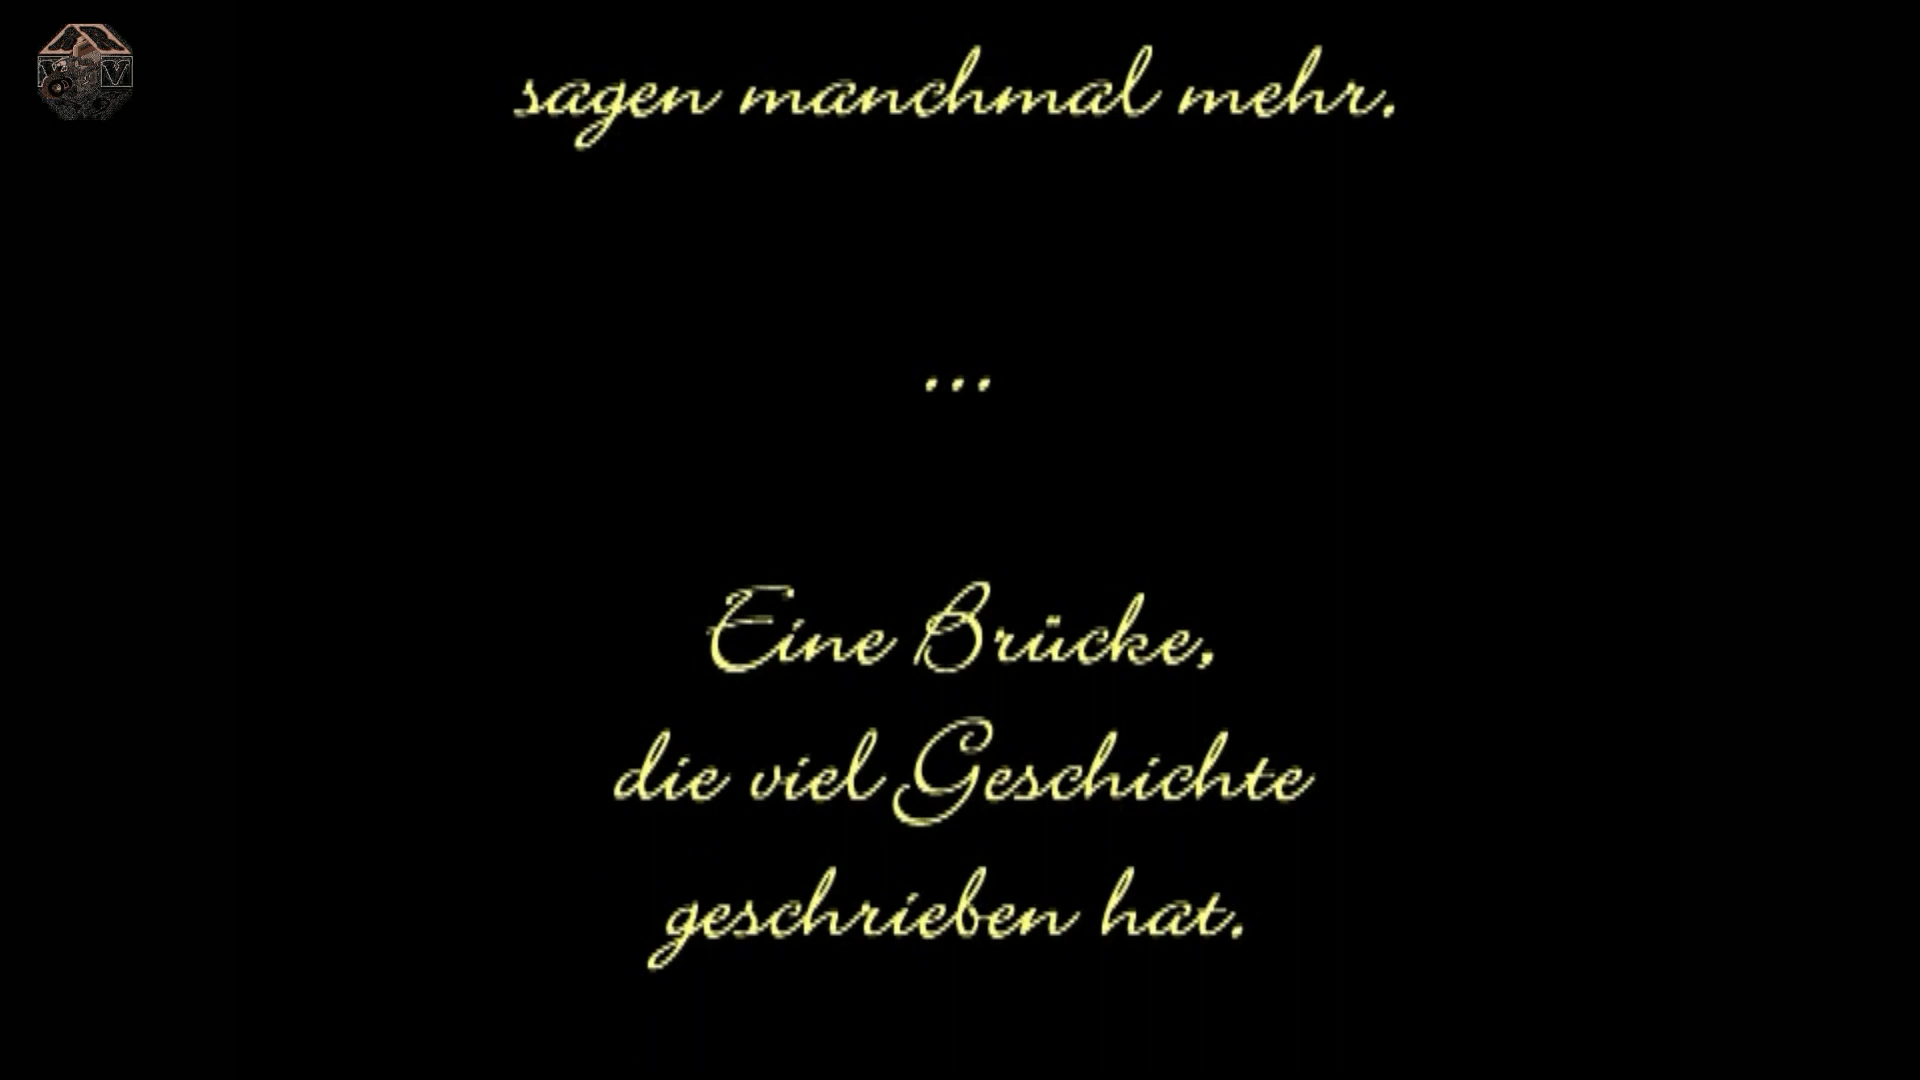 sagen manchmal mehr.
...
Eine Brücke,
die viel Geschichte
geschrieben hat.